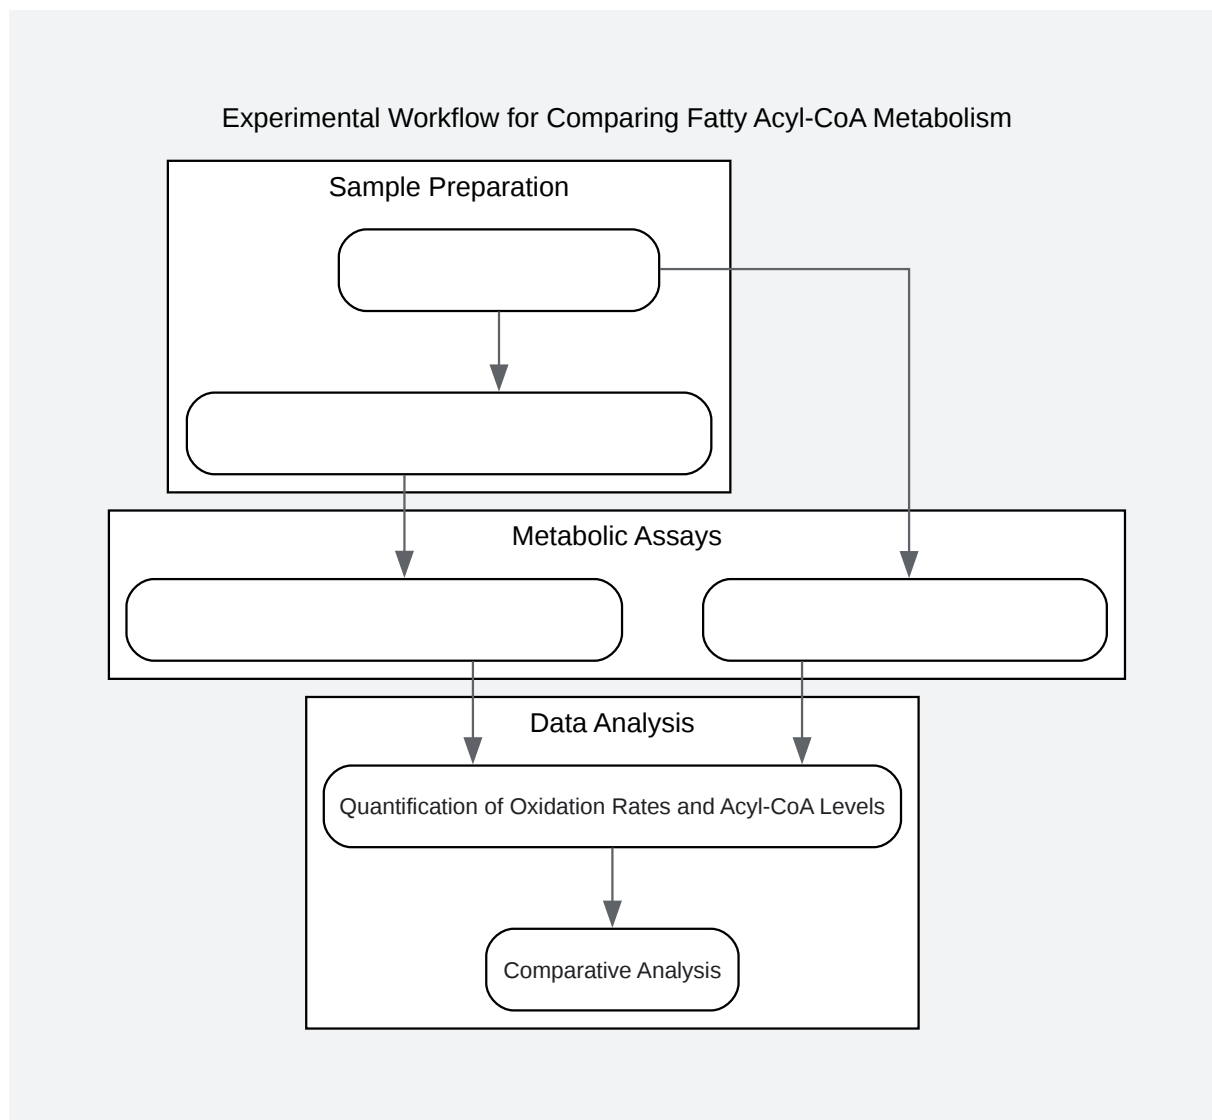 Experimental Workflow for Comparing Fatty Acyl-CoA Metabolism
Sample Preparation
Metabolic Assays
Data Analysis
Quantification of Oxidation Rates and Acyl-CoA Levels
Comparative Analysis